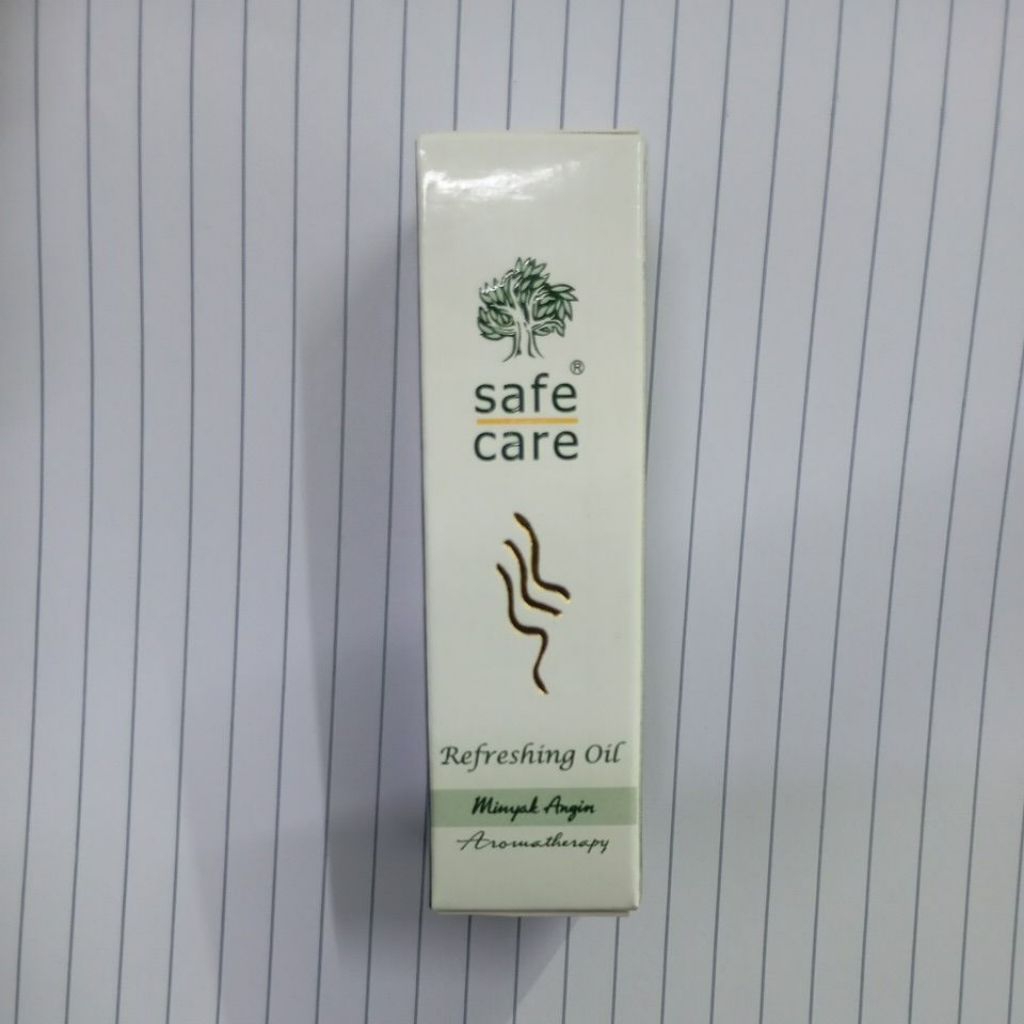 safe®
care
Refreshing Oil
Minyak Angin
Aromatherapy